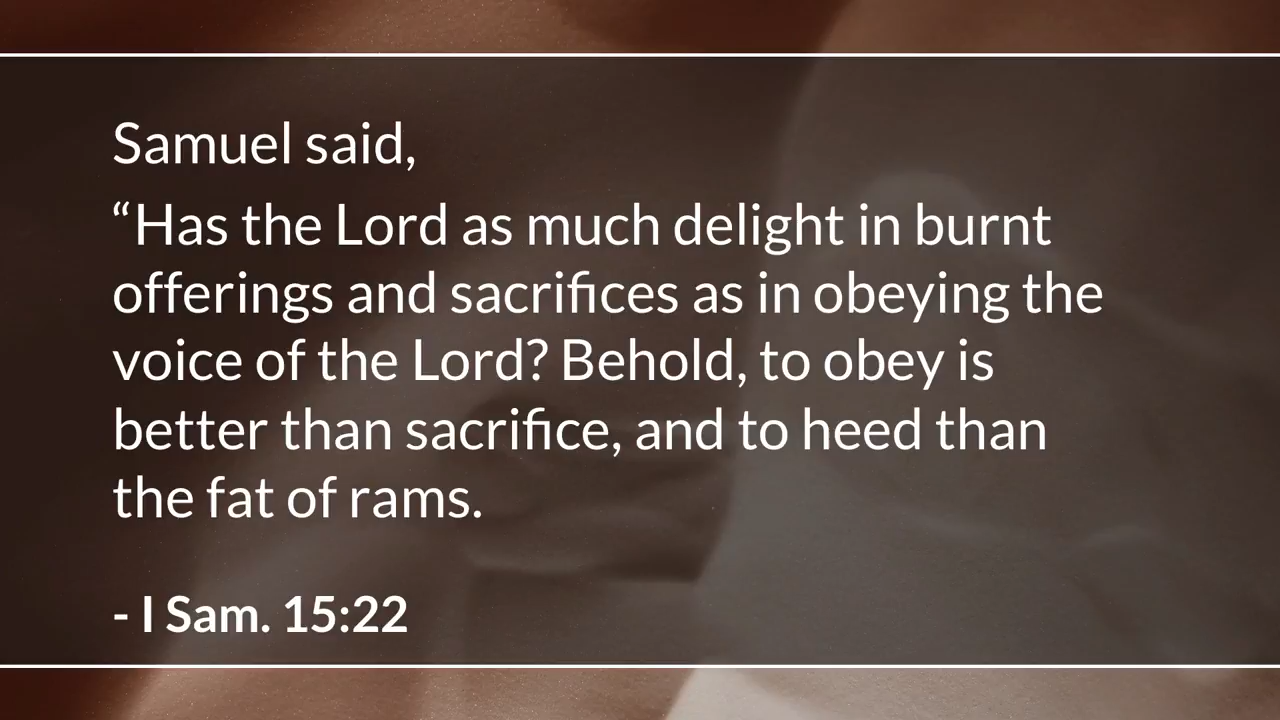 Samuel said,
“Has the Lord as much delight in burnt
offerings and sacrifices as in obeying the
voice of the Lord? Behold, to obey is
better than sacrifice, and to heed than
the fat of rams.
- I Sam. 15:22